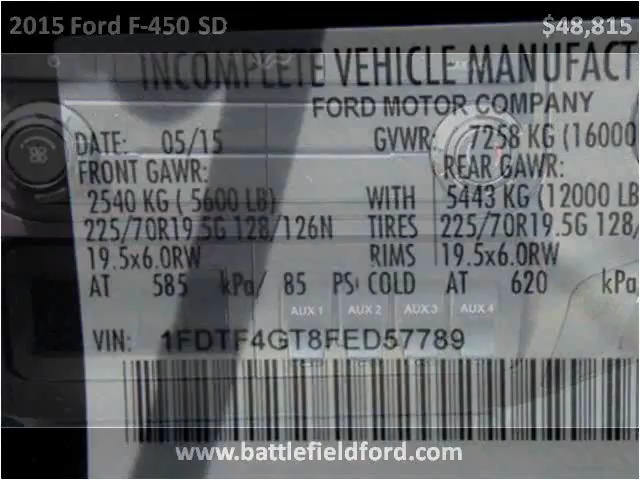 2015 Ford F-450 SD $48,815
INCOMPLETE VEHICLE MANUFACT
FORD MOTOR COMPANY
DATE: 05/15 GVWR: 7258 KG (16000
FRONT GAWR: REAR GAWR:
2540 KG ( 5600 LB) WITH 5443 KG (12000 LB
225/70R19.5G 128/126N TIRES 225/70R19.5G 128/
19.5x6.0RW RIMS 19.5x6.0RW
AT 585 kPa/ 85 PSI COLD AT 620 kPa
AUX 1 AUX 2 AUX 3 AUX 4
VIN: 1FDTF4GT8FED57789
www.battlefieldford.com